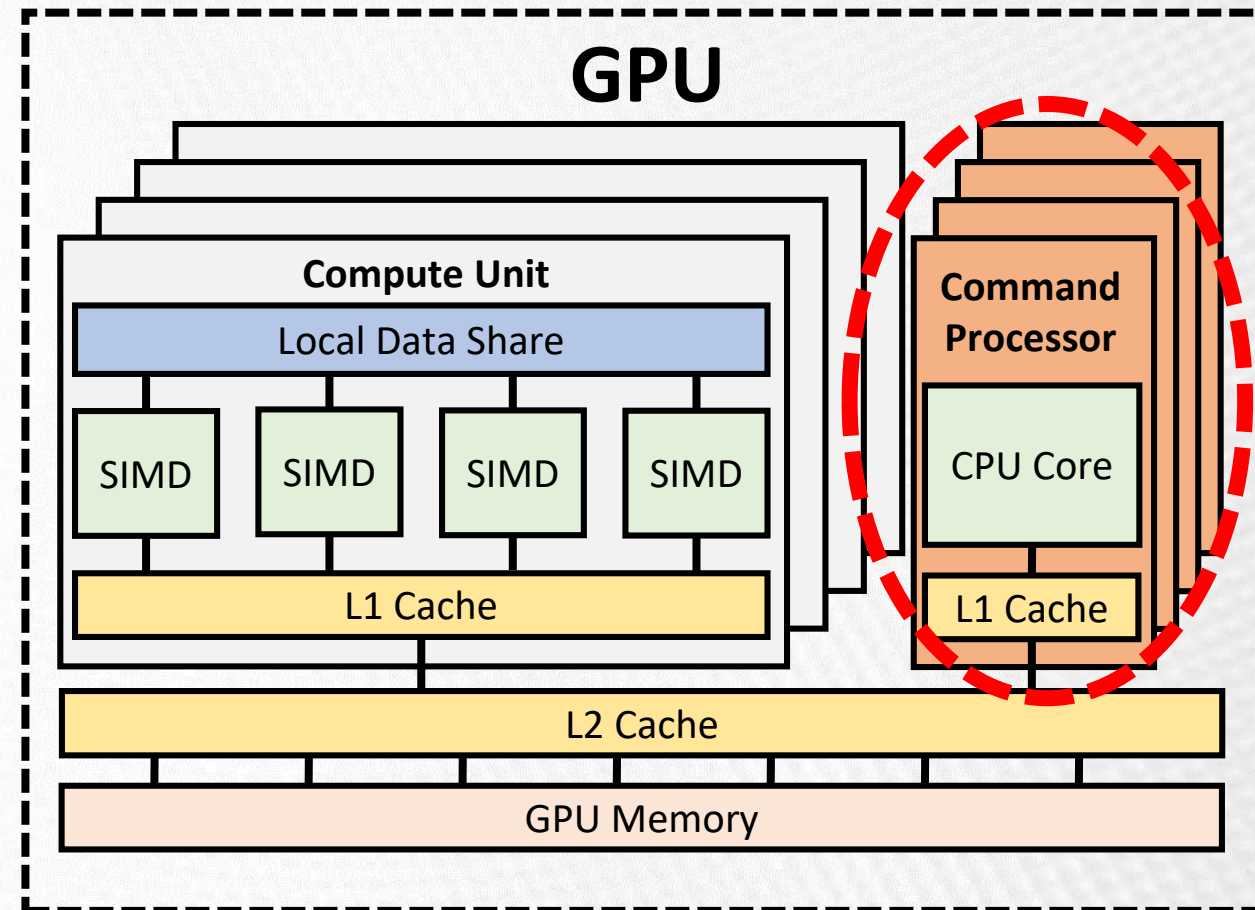 GPU
Compute Unit
Local Data Share
SIMD
SIMD
SIMD
SIMD
L1 Cache
Command
Processor
CPU Core
L1 Cache
L2 Cache
GPU Memory